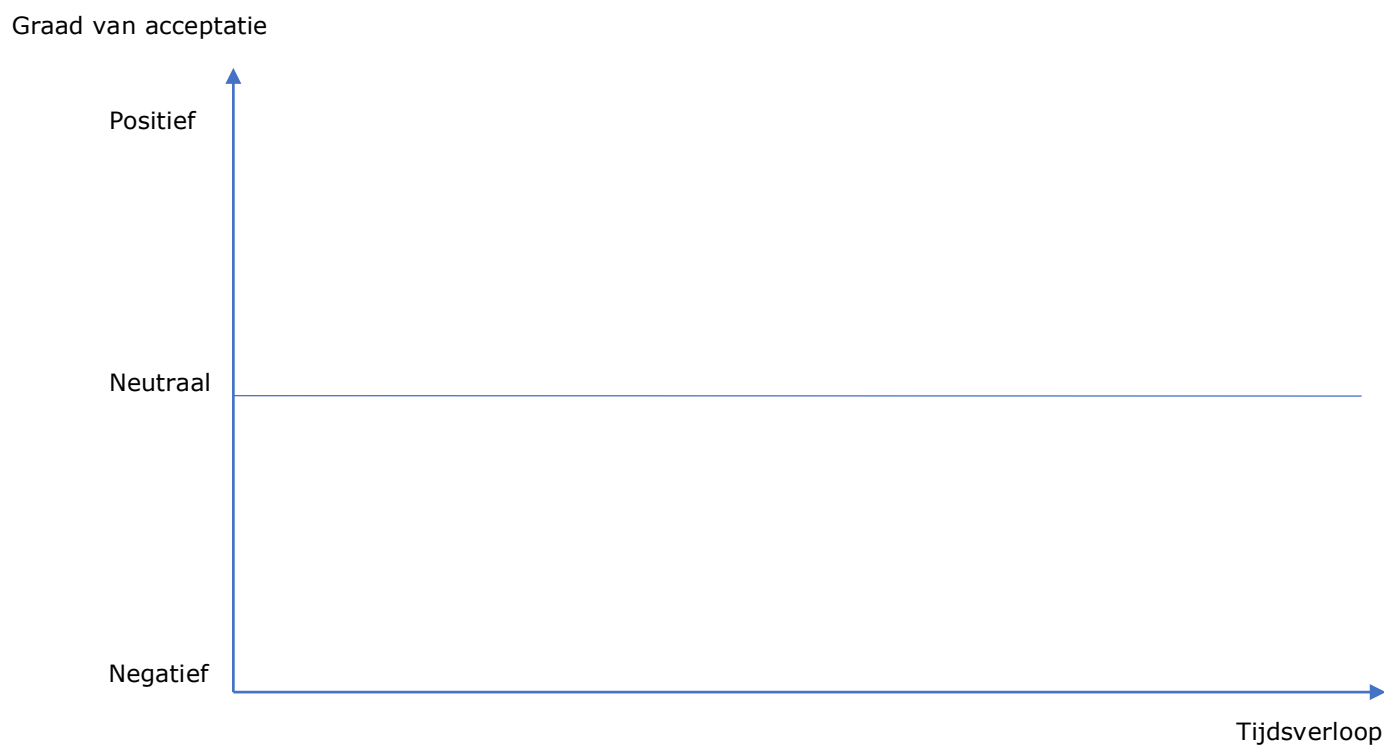 Graad van acceptatie
Positief
Neutraal
Negatief
Tijdsverloop